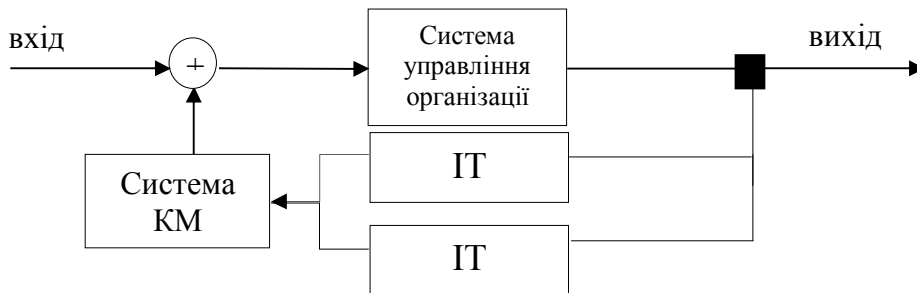 вхід
+
Система
управління
організації
вихід
ІТ
Система
КМ
ІТ